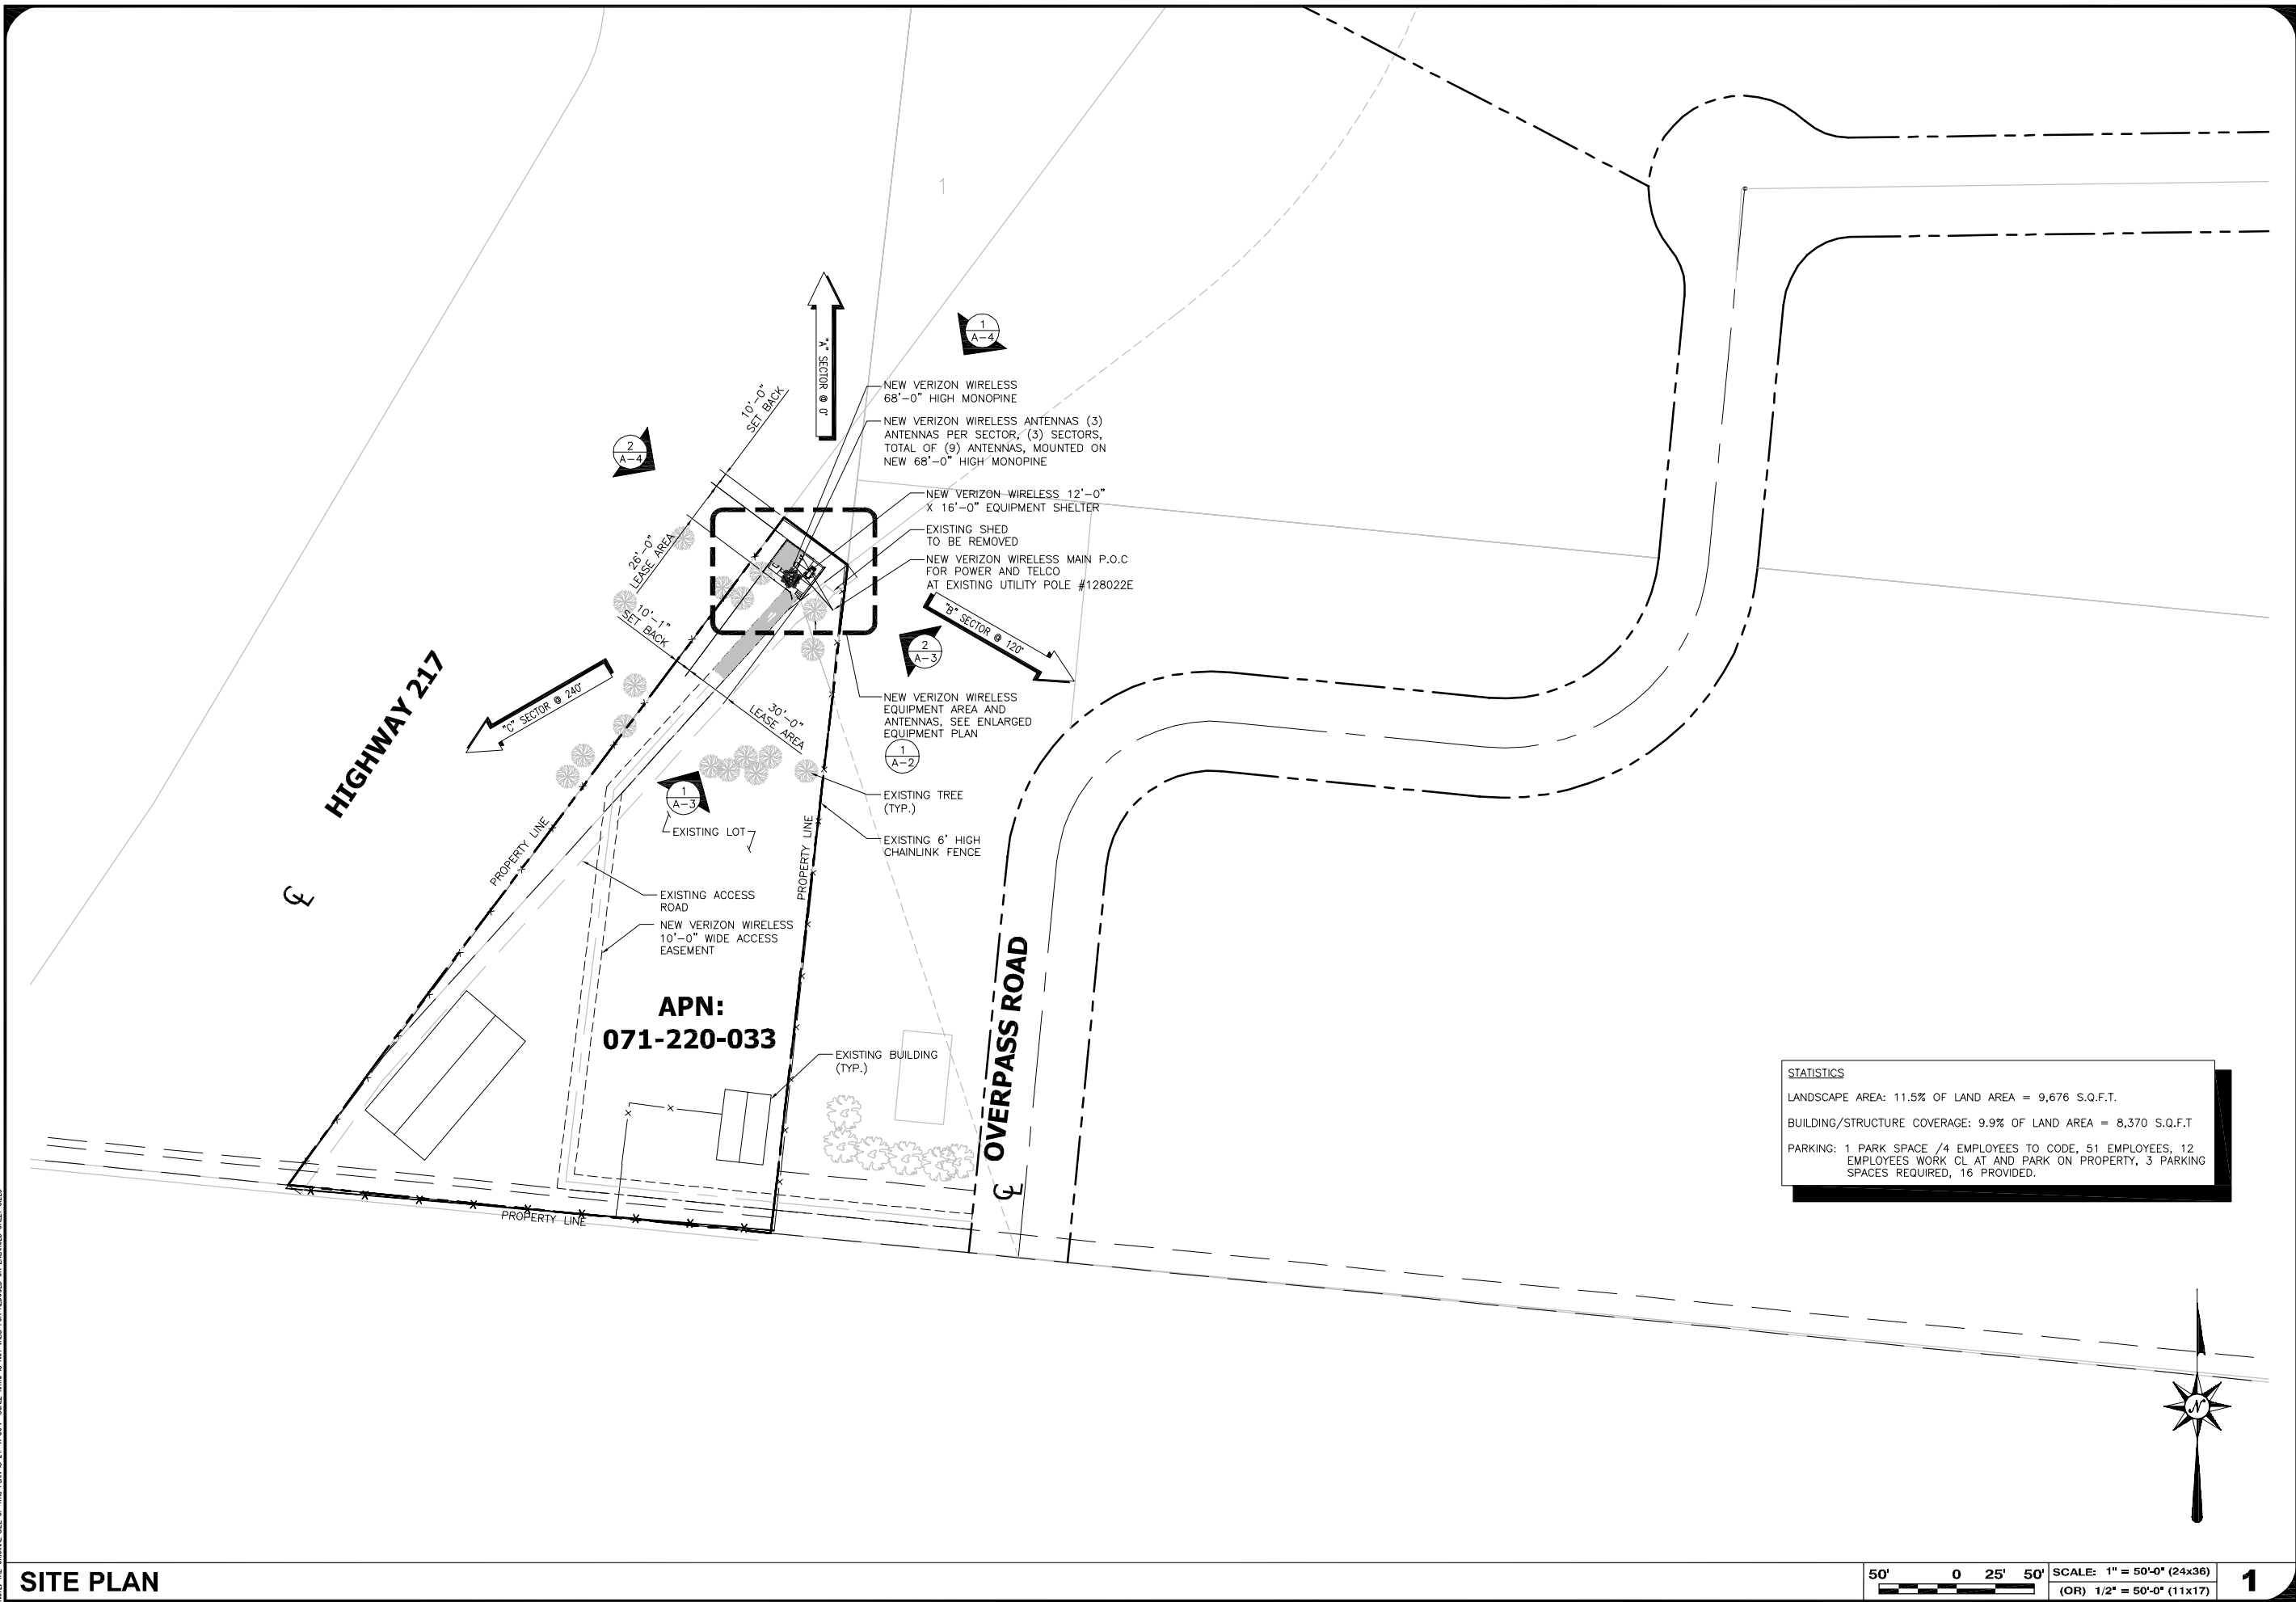 1
"A" SECTOR @ 0°
1
A-4
2
A-4
10'-0"
SET BACK
NEW VERIZON WIRELESS
68'-0" HIGH MONOPINE
NEW VERIZON WIRELESS ANTENNAS (3)
ANTENNAS PER SECTOR, (3) SECTORS,
TOTAL OF (9) ANTENNAS, MOUNTED ON
NEW 68'-0" HIGH MONOPINE
NEW VERIZON WIRELESS 12'-0"
X 16'-0" EQUIPMENT SHELTER
EXISTING SHED
TO BE REMOVED
NEW VERIZON WIRELESS MAIN P.O.C
FOR POWER AND TELCO
AT EXISTING UTILITY POLE #128022E
26'-0"
LEASE AREA
10'-1"
SET BACK
"B" SECTOR @ 120°
2
A-3
"C" SECTOR @ 240°
HIGHWAY 217
30'-0"
LEASE AREA
NEW VERIZON WIRELESS
EQUIPMENT AREA AND
ANTENNAS, SEE ENLARGED
EQUIPMENT PLAN
1
A-2
1
A-3
EXISTING TREE
(TYP.)
EXISTING LOT
EXISTING 6' HIGH
CHAINLINK FENCE
PROPERTY LINE
PROPERTY LINE
CL
EXISTING ACCESS
ROAD
NEW VERIZON WIRELESS
10'-0" WIDE ACCESS
EASEMENT
APN:
071-220-033
OVERPASS ROAD
CL
EXISTING BUILDING
(TYP.)
PROPERTY LINE
STATISTICS
LANDSCAPE AREA: 11.5% OF LAND AREA = 9,676 S.Q.F.T.
BUILDING/STRUCTURE COVERAGE: 9.9% OF LAND AREA = 8,370 S.Q.F.T
PARKING: 1 PARK SPACE /4 EMPLOYEES TO CODE, 51 EMPLOYEES, 12
EMPLOYEES WORK CL AT AND PARK ON PROPERTY, 3 PARKING
SPACES REQUIRED, 16 PROVIDED.
N
SITE PLAN
50' 0 25' 50'
SCALE: 1" = 50'-0" (24x36)
(OR) 1/2" = 50'-0" (11x17)
1